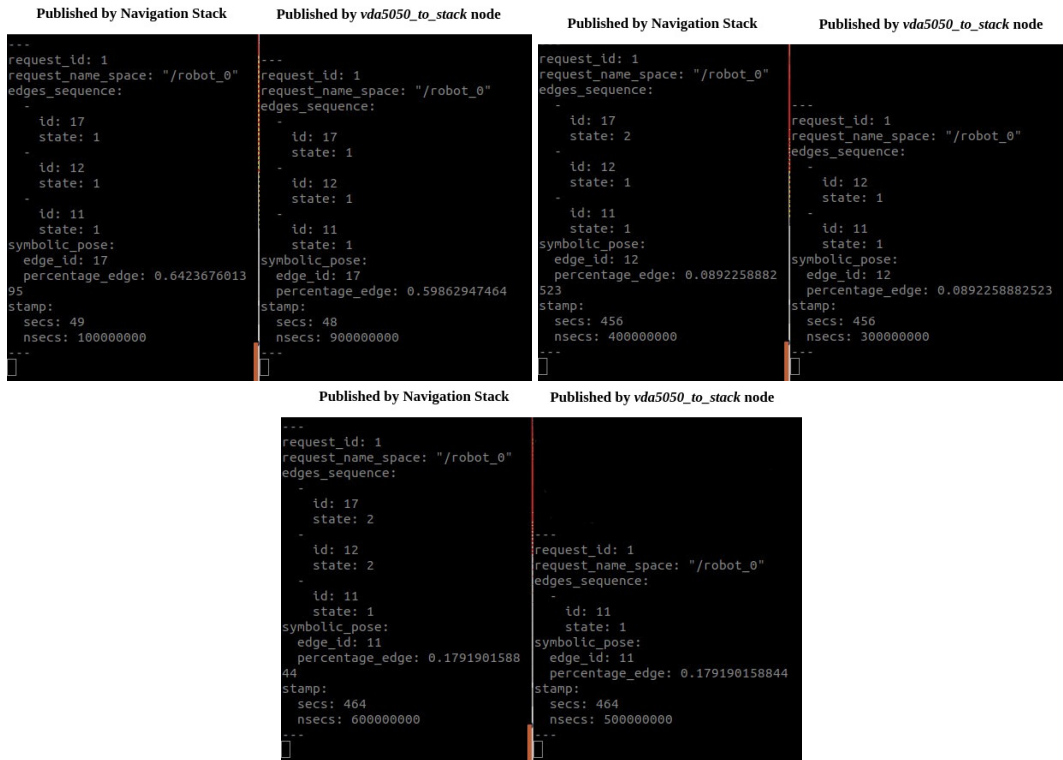 Published by Navigation Stack
---
request_id: 1
request_name_space: "/robot_0"
edges_sequence:
-
id: 17
state: 1
-
id: 12
state: 1
-
id: 11
state: 1
symbolic_pose:
edge_id: 17
percentage_edge: 0.6423676013
95
stamp:
secs: 49
nsecs: 100000000
---
Published by vda5050_to_stack node
---
request_id: 1
request_name_space: "/robot_0"
edges_sequence:
-
id: 17
state: 1
-
id: 12
state: 1
-
id: 11
state: 1
symbolic_pose:
edge_id: 17
percentage_edge: 0.59862947464
stamp:
secs: 48
nsecs: 900000000
---
Published by Navigation Stack
request_id: 1
request_name_space: "/robot_0"
edges_sequence:
-
id: 17
state: 2
-
id: 12
state: 1
-
id: 11
state: 1
symbolic_pose:
edge_id: 12
percentage_edge: 0.0892258882
523
stamp:
secs: 456
nsecs: 400000000
---
Published by vda5050_to_stack node
---
request_id: 1
request_name_space: "/robot_0"
edges_sequence:
-
id: 12
state: 1
-
id: 11
state: 1
symbolic_pose:
edge_id: 12
percentage_edge: 0.0892258882523
stamp:
secs: 456
nsecs: 300000000
---
Published by Navigation Stack
---
request_id: 1
request_name_space: "/robot_0"
edges_sequence:
-
id: 17
state: 2
-
id: 12
state: 2
-
id: 11
state: 1
symbolic_pose:
edge_id: 11
percentage_edge: 0.1791901588
44
stamp:
secs: 464
nsecs: 600000000
---
Published by vda5050_to_stack node
---
request_id: 1
request_name_space: "/robot_0"
edges_sequence:
-
id: 11
state: 1
symbolic_pose:
edge_id: 11
percentage_edge: 0.179190158844
stamp:
secs: 464
nsecs: 500000000
---